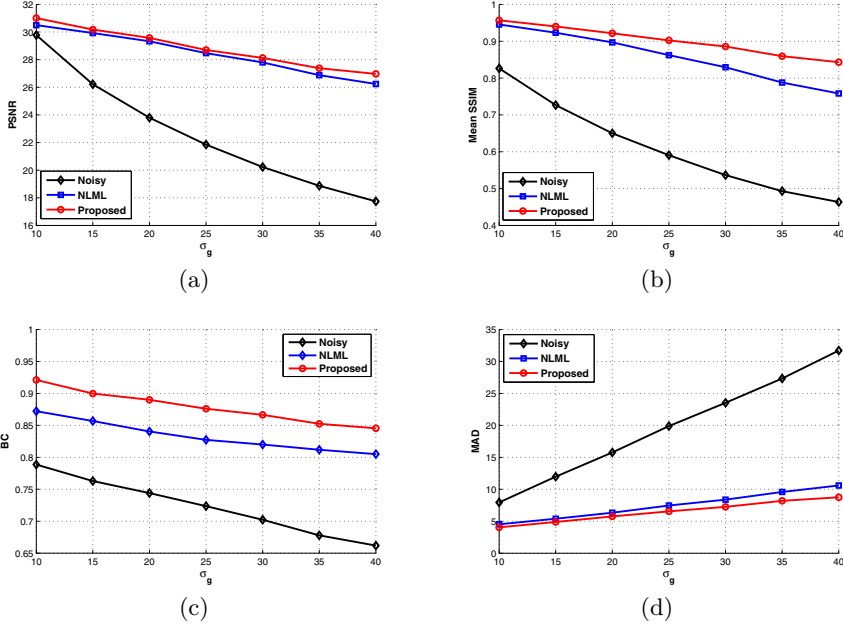 32
30
28
26
24
22
20
18
16
PSNR
Noisy
NLML
Proposed
10 15 20 25 30 35 40
σg
(a)
1
0.9
0.8
0.7
0.6
0.5
0.4
Mean SSIM
Noisy
NLML
Proposed
10 15 20 25 30 35 40
σg
(b)
1
0.95
0.9
0.85
0.8
0.75
0.7
0.65
BC
Noisy
NLML
Proposed
10 15 20 25 30 35 40
σg
(c)
35
30
25
20
15
10
5
0
MAD
Noisy
NLML
Proposed
10 15 20 25 30 35 40
σg
(d)